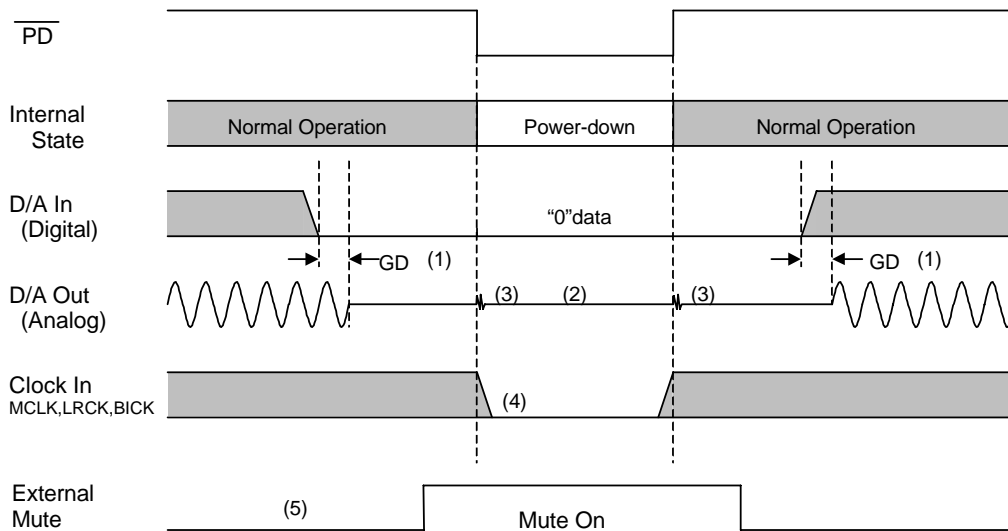 PD
Internal
State
Normal Operation
Power-down
Normal Operation
D/A In
(Digital)
“0”data
GD (1)
GD (1)
D/A Out
(Analog)
(3)
(2)
(3)
Clock In
MCLK,LRCK,BICK
(4)
External
Mute
(5)
Mute On